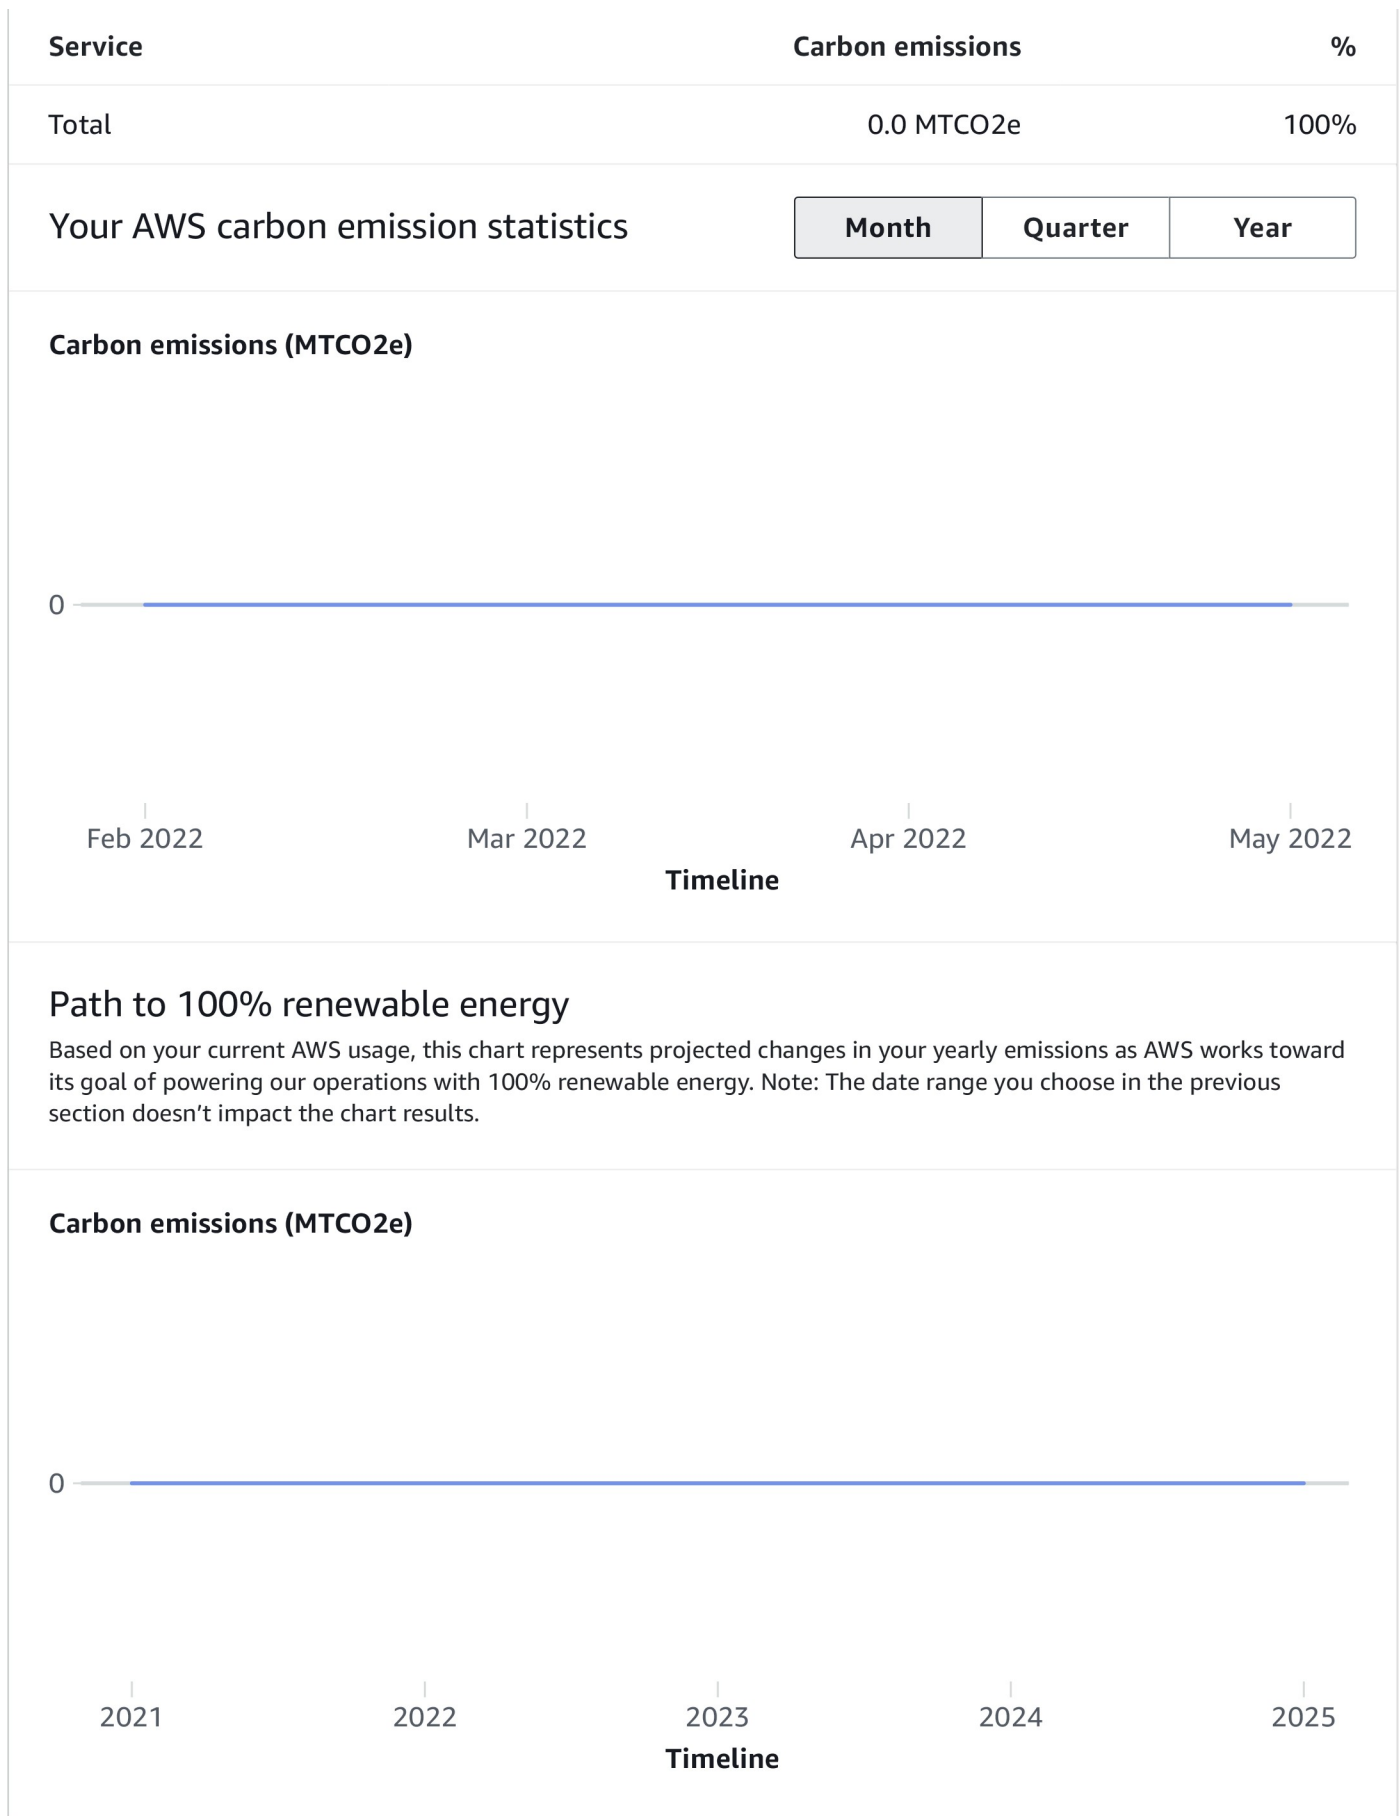 Service Carbon emissions %
Total 0.0 MTCO2e 100%
Your AWS carbon emission statistics Month Quarter Year
Carbon emissions (MTCO2e)
0
Feb 2022 Mar 2022 Apr 2022 May 2022
Timeline
Path to 100% renewable energy
Based on your current AWS usage, this chart represents projected changes in your yearly emissions as AWS works toward
its goal of powering our operations with 100% renewable energy. Note: The date range you choose in the previous
section doesn’t impact the chart results.
Carbon emissions (MTCO2e)
0
2021 2022 2023 2024 2025
Timeline